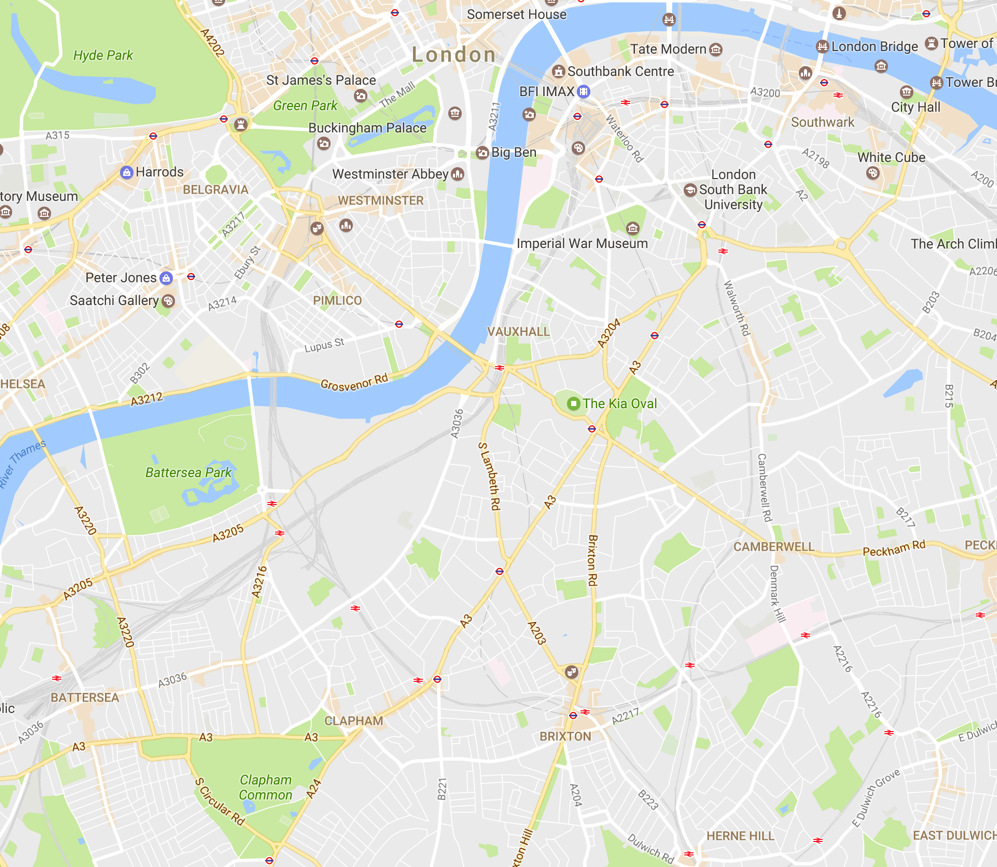 Somerset House
A4202
Hyde Park
London
Tate Modern
London Bridge
Tower of
St James's Palace
Southbank Centre
The Mall
BFI IMAX
A3200
Tower Br
Green Park
City Hall
A3211
Southwark
A315
Buckingham Palace
Waterloo Rd
Big Ben
A2198
White Cube
Harrods
Westminster Abbey
London
South Bank
University
BELGRAVIA
tory Museum
WESTMINSTER
A2
A200
A3217
Imperial War Museum
The Arch Climb
Ebury St
A2206
Peter Jones
Saatchi Gallery
A3214
PIMLICO
Walworth Rd
B203
308
VAUXHALL
A3204
B204
Lupus St
B302
A3
HELSEA
Grosvenor Rd
A3212
The Kia Oval
B215
A3036
River Thames
Battersea Park
S Lambeth Rd
Camberwell Rd
A3
A3220
B217
A3205
CAMBERWELL
Peckham Rd
PECK
Brixton Rd
A3216
A3205
Denmark Hill
A3220
A3
A203
A2216
A3036
BATTERSEA
A2216
lic
A3036
CLAPHAM
A2217
BRIXTON
A3
A3
A3
E Dulwich
Clapham
Common
S Circular Rd
A24
B221
A204
B223
E Dulwich Grove
xton Hill
Dulwich Rd
HERNE HILL
EAST DULWICH